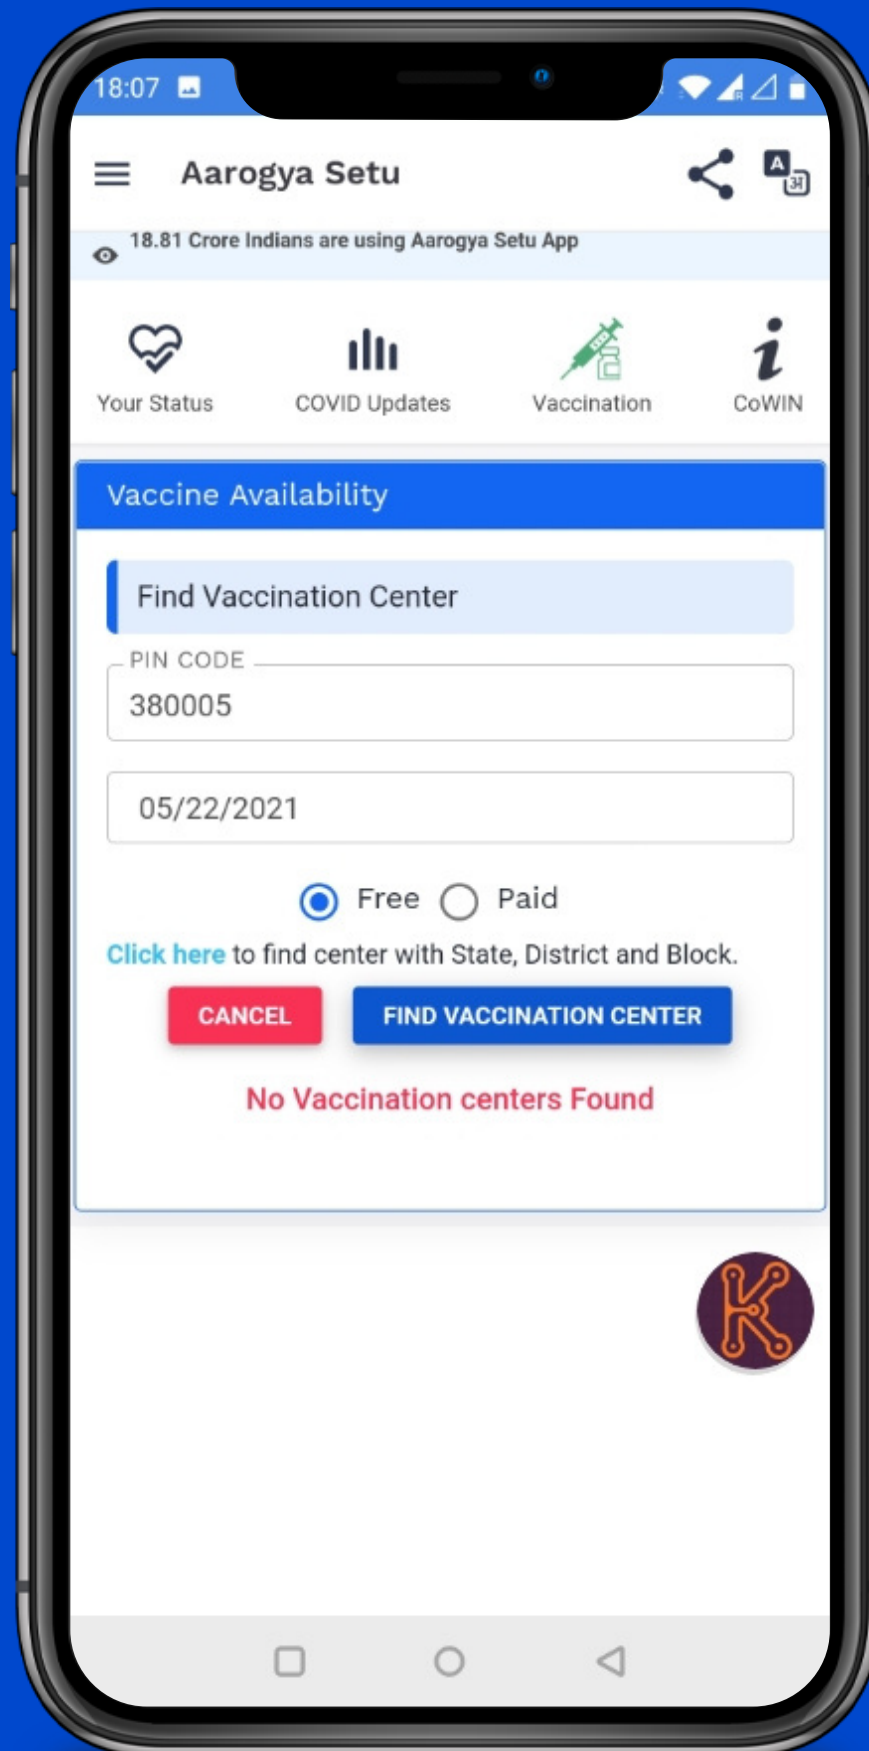 18:07
Aarogya Setu
A अ
18.81 Crore Indians are using Aarogya Setu App
Your Status COVID Updates Vaccination CoWIN
Vaccine Availability
Find Vaccination Center
PIN CODE
380005
05/22/2021
Free Paid
Click here to find center with State, District and Block.
CANCEL FIND VACCINATION CENTER
No Vaccination centers Found
K